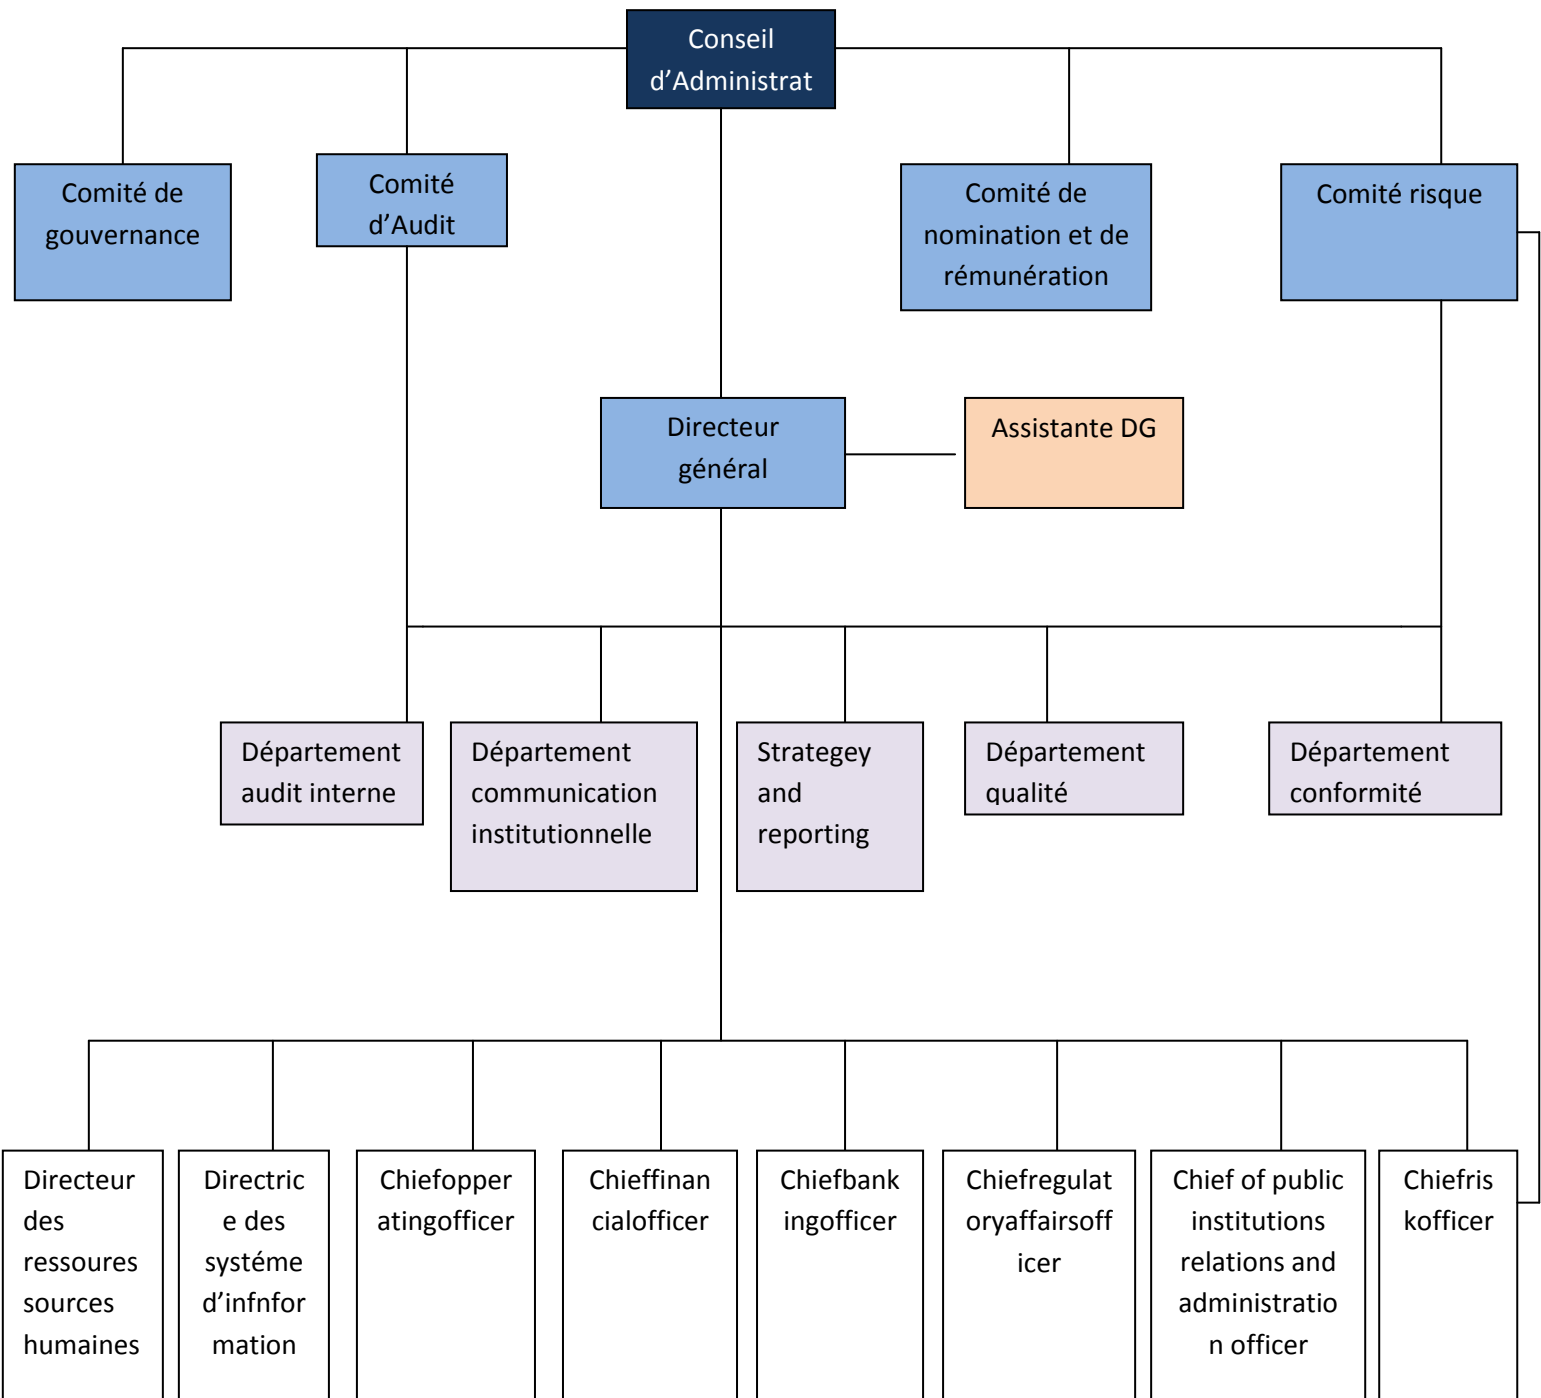 Conseil
d’Administrat
Comité de
gouvernance
Comité
d’Audit
Comité de
nomination et de
rémunération
Comité risque
Directeur
général
Assistante DG
Département
audit interne
Département
communication
institutionnelle
Strategey
and
reporting
Département
qualité
Département
conformité
Directeur
des
ressoures
sources
humaines
Directric
e des
systéme
d’infnfor
mation
Chiefopper
atingofficer
Chieffinan
cialofficer
Chiefbank
ingofficer
Chiefregulat
oryaffairsoff
icer
Chief of public
institutions
relations and
administratio
n officer
Chiefris
kofficer